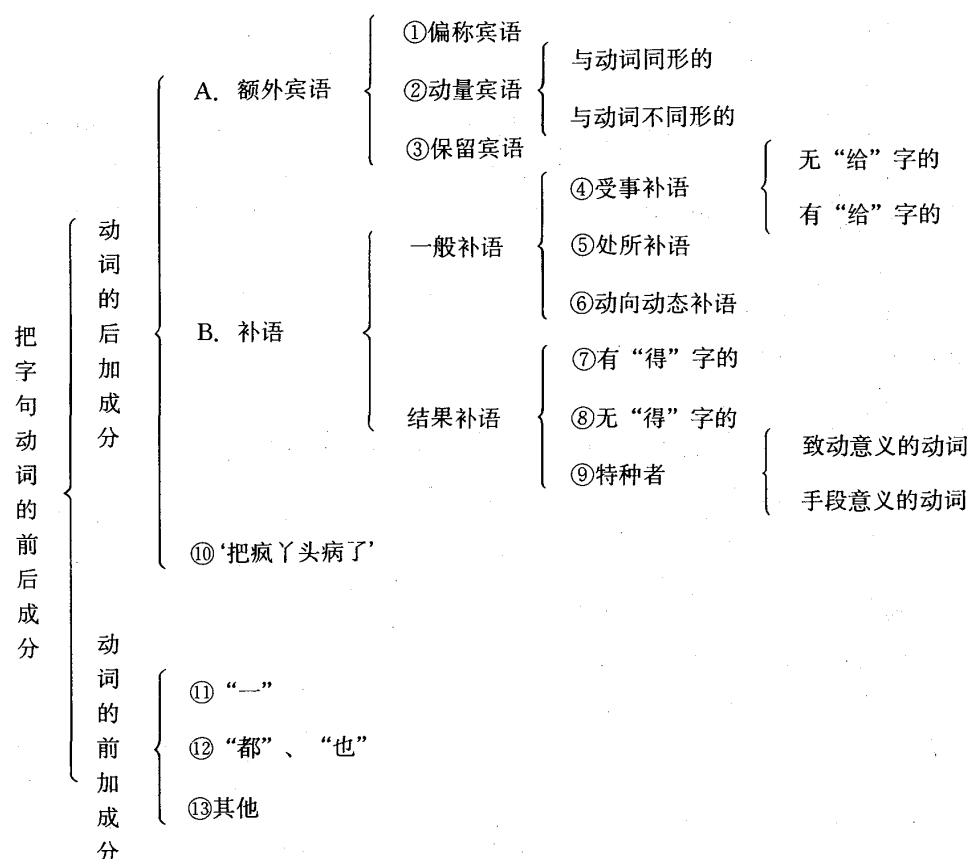 把字句动词的前后成分
动词的后加成分
A. 额外宾语
①偏称宾语
②动量宾语
与动词同形的
与动词不同形的
③保留宾语
B. 补语
一般补语
④受事补语
无“给”字的
有“给”字的
⑤处所补语
⑥动向动态补语
结果补语
⑦有“得”字的
⑧无“得”字的
⑨特种者
致动意义的动词
手段意义的动词
⑩‘把疯丫头病了’
动词的前加成分
⑪“一”
⑫“都”、“也”
⑬其他